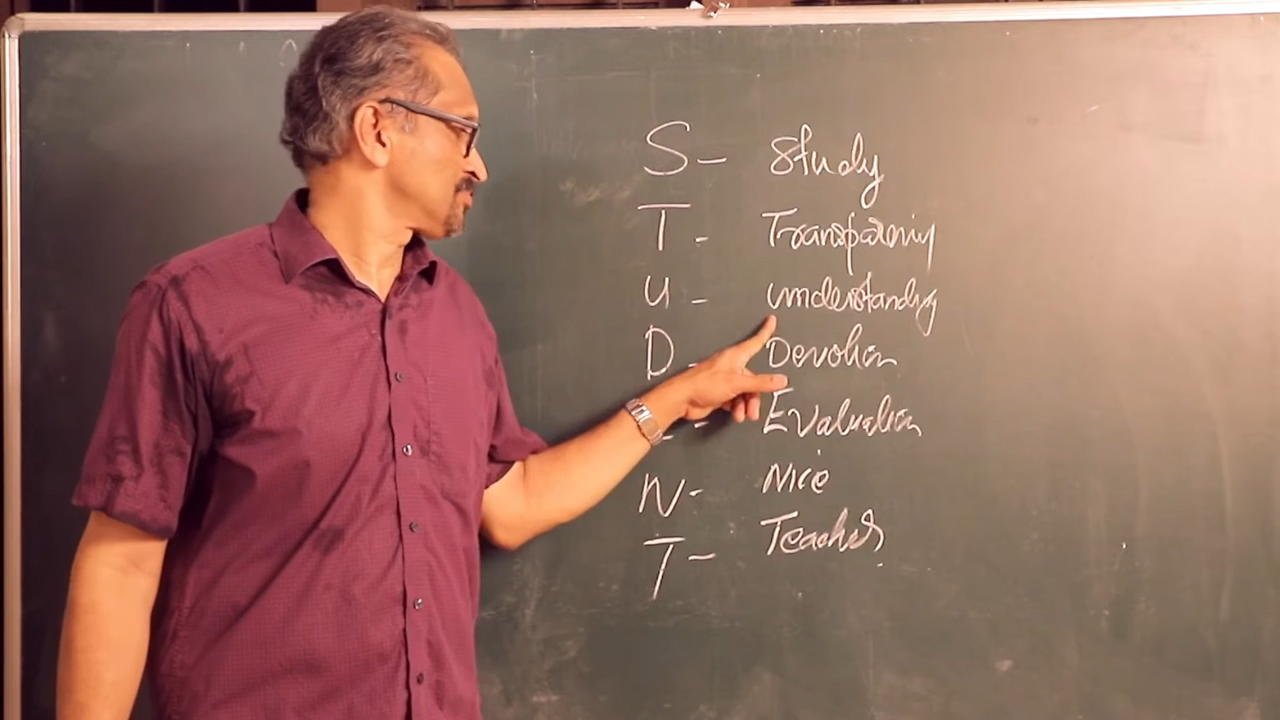 S - Study
T - Transparency
U - Understanding
D - Devotion
- Evaluation
N - Nice
T - Teacher